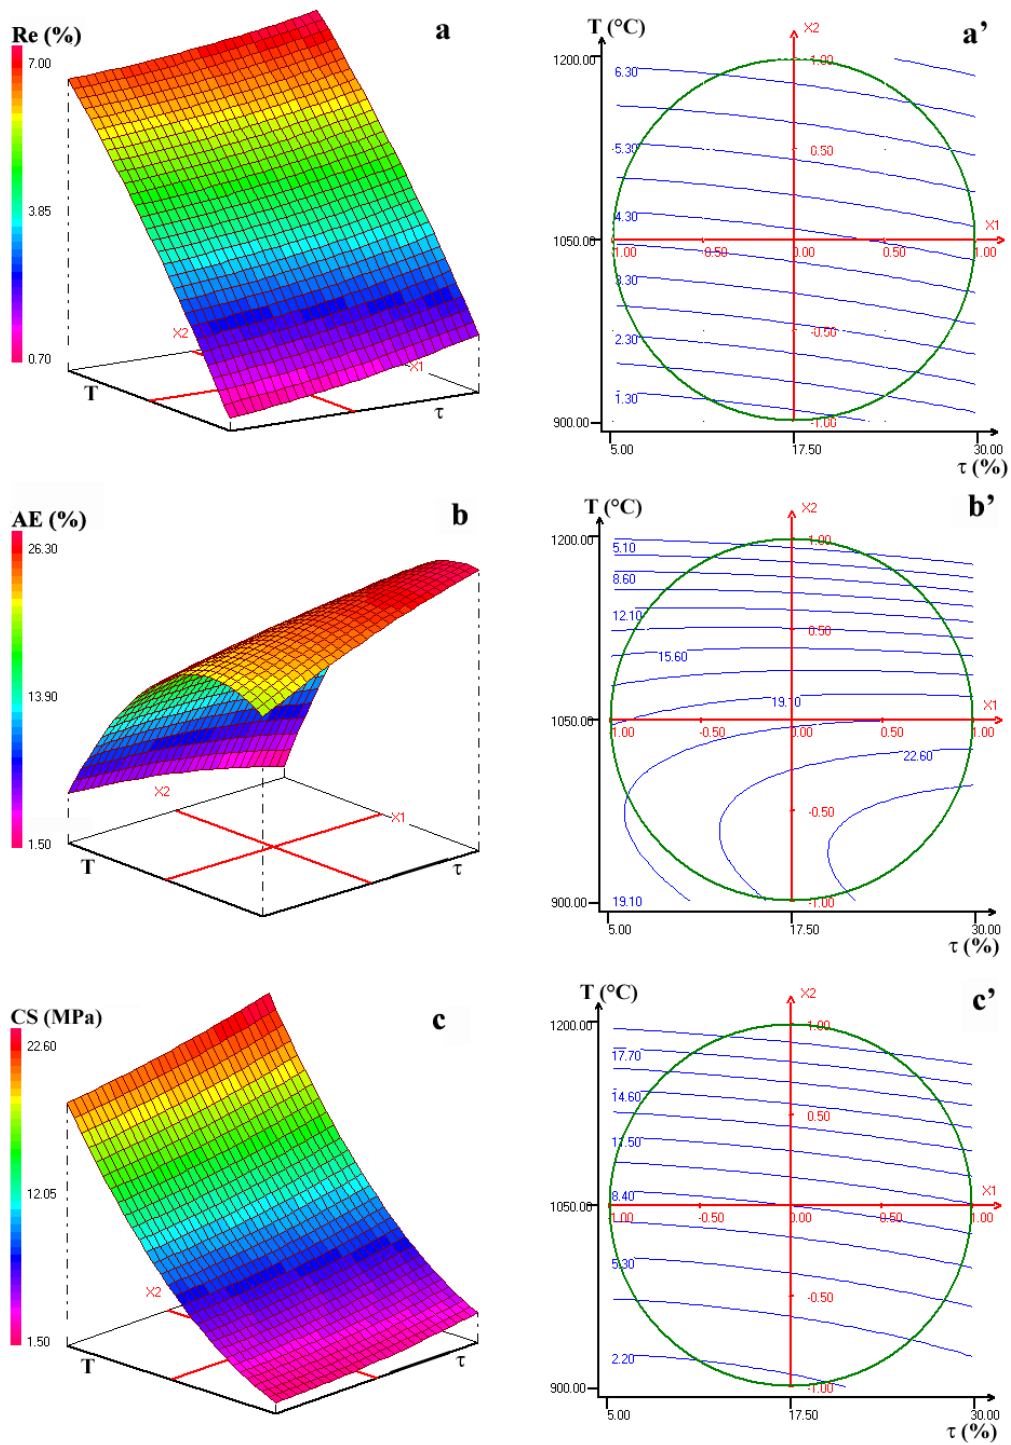 Re (%)
a
7.00
3.85
0.70
X2
X1
T
τ
T (°C)
X2
a’
1200.00
6.30
1.00
5.30
0.50
4.30
X1
1050.00
1.00
0.50
0.00
0.50
1.00
3.30
-0.50
2.30
1.30
900.00
-1.00
5.00
17.50
30.00
τ (%)
AE (%)
b
26.30
13.90
1.50
X2
X1
T
τ
T (°C)
X2
b’
1200.00
5.10
1.00
8.60
12.10
0.50
15.60
19.10
X1
1050.00
1.00
-0.50
0.00
0.50
1.00
22.60
-0.50
19.10
900.00
-1.00
5.00
17.50
30.00
τ (%)
CS (MPa)
c
22.60
12.05
1.50
X2
T
τ
T (°C)
X2
c’
1200.00
1.00
17.70
14.60
0.50
11.50
8.40
X1
1050.00
-1.00
-0.50
0.00
0.50
1.00
5.30
-0.50
2.20
900.00
-1.00
5.00
17.50
30.00
τ (%)